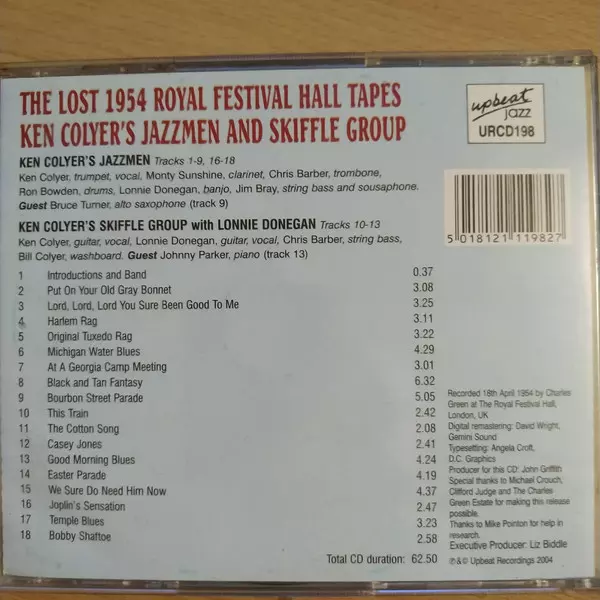 THE LOST 1954 ROYAL FESTIVAL HALL TAPES
KEN COLYER'S JAZZMEN AND SKIFFLE GROUP
upbeat
jazz
URCD198
KEN COLYER'S JAZZMEN Tracks 1-9, 16-18
Ken Colyer, trumpet, vocal, Monty Sunshine, clarinet, Chris Barber, trombone,
Ron Bowden, drums, Lonnie Donegan, banjo, Jim Bray, string bass and sousaphone.
Guest Bruce Turner, alto saxophone (track 9)
KEN COLYER'S SKIFFLE GROUP with LONNIE DONEGAN Tracks 10-13
Ken Colyer, guitar, vocal, Lonnie Donegan, guitar, vocal, Chris Barber, string bass,
Bill Colyer, washboard. Guest Johnny Parker, piano (track 13)
5 018121 119827
1 Introductions and Band 0.37
2 Put On Your Old Gray Bonnet 3.08
3 Lord, Lord, Lord You Sure Been Good To Me 3.25
4 Harlem Rag 3.11
5 Original Tuxedo Rag 3.22
6 Michigan Water Blues 4.29
7 At A Georgia Camp Meeting 3.01
8 Black and Tan Fantasy 6.32
9 Bourbon Street Parade 5.05
10 This Train 2.42
11 The Cotton Song 2.08
12 Casey Jones 2.41
13 Good Morning Blues 4.24
14 Easter Parade 4.19
15 We Sure Do Need Him Now 4.37
16 Joplin's Sensation 2.47
17 Temple Blues 3.23
18 Bobby Shaftoe 2.58
Total CD duration: 62.50
Recorded 18th April 1954 by Charles
Green at The Royal Festival Hall,
London, UK
Digital remastering: David Wright,
Gemini Sound
Typesetting: Angela Croft,
D.C. Graphics
Producer for this CD: John Griffith
Special thanks to Michael Crouch,
Clifford Judge and The Charles
Green Estate for making this release
possible.
Thanks to Mike Pointon for help in
research.
Executive Producer: Liz Biddle
℗ & © Upbeat Recordings 2004